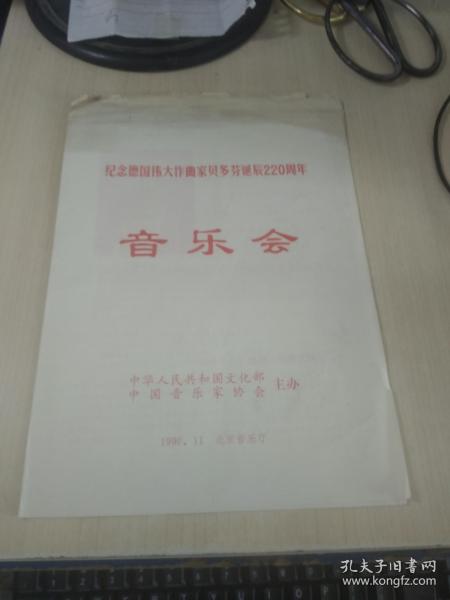 纪念德国伟大作曲家贝多芬诞辰220周年
音乐会
中华人民共和国文化部
中国音乐家协会
主办
1990.11 北京音乐厅
孔夫子旧书网
www.kongfz.com